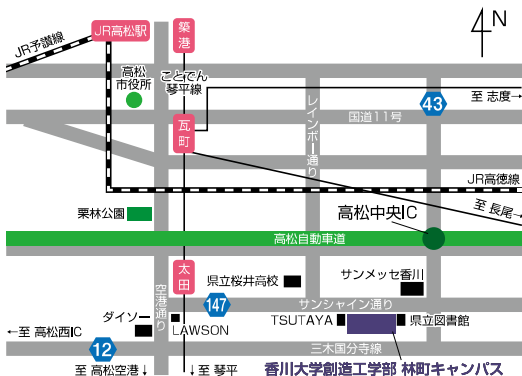 JR高松駅
築港
N
JR予讃線
高松
市役所
ことでん
琴平線
至 志度→
43
レインボー通り
国道11号
瓦町
JR高徳線
至 長尾→
栗林公園
高松中央IC
高松自動車道
太田
県立桜井高校
サンメッセ香川
空港通り
147
サンシャイン通り
ダイソー
LAWSON
TSUTAYA
県立図書館
←至 高松西IC
12
三木国分寺線
至 高松空港↓
↓至 琴平
香川大学創造工学部 林町キャンパス